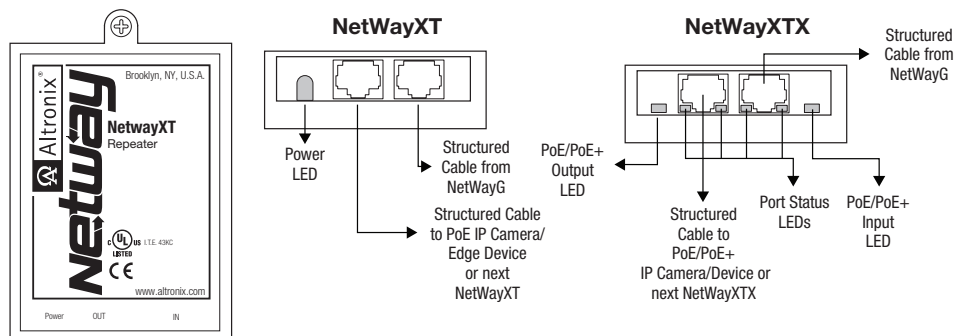 Altronix®
Netway
Brooklyn, NY, U.S.A.
NetwayXT
Repeater
c UL US I.T.E. 43KC
LISTED
CE
www.altronix.com
Power OUT IN
NetWayXT
Power
LED
Structured
Cable from
NetWayG
Structured Cable
to PoE IP Camera/
Edge Device
or next
NetWayXT
NetWayXTX
Structured
Cable from
NetWayG
PoE/PoE+
Output
LED
Structured
Cable to
PoE/PoE+
IP Camera/Device or
next NetWayXTX
Port Status
LEDs
PoE/PoE+
Input
LED